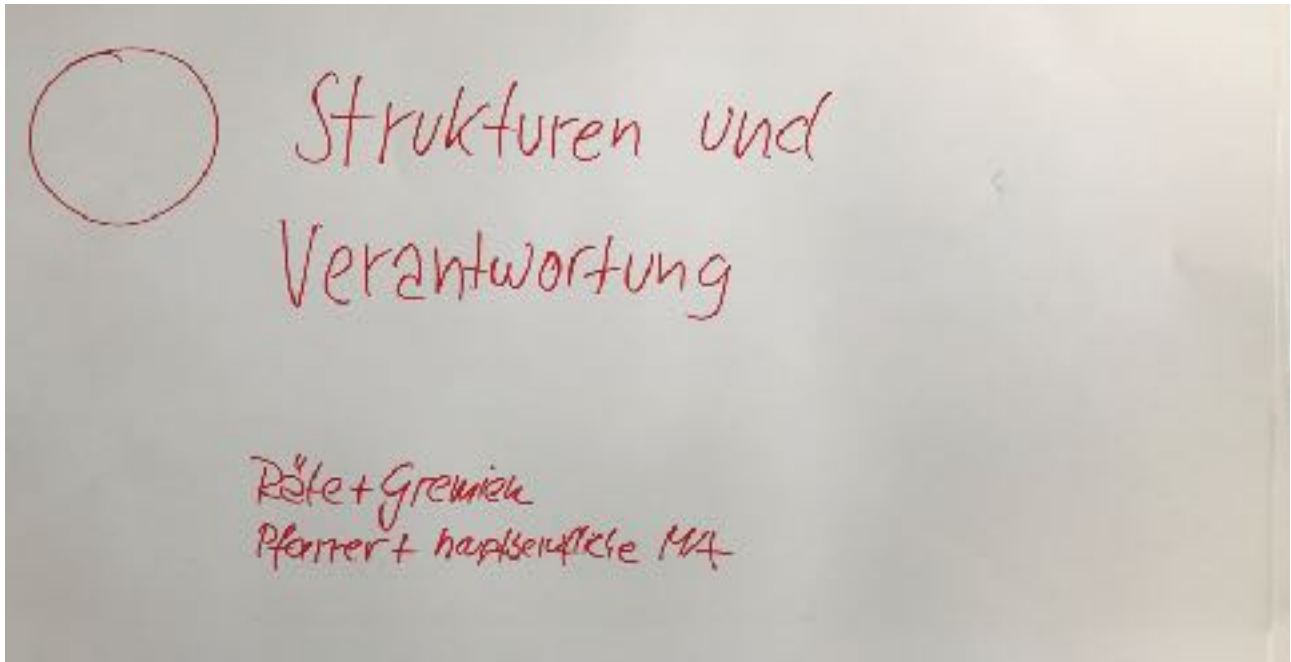 Strukturen und
Verantwortung
Räte + Gremien
Pfarrer + hauptberufliche MA